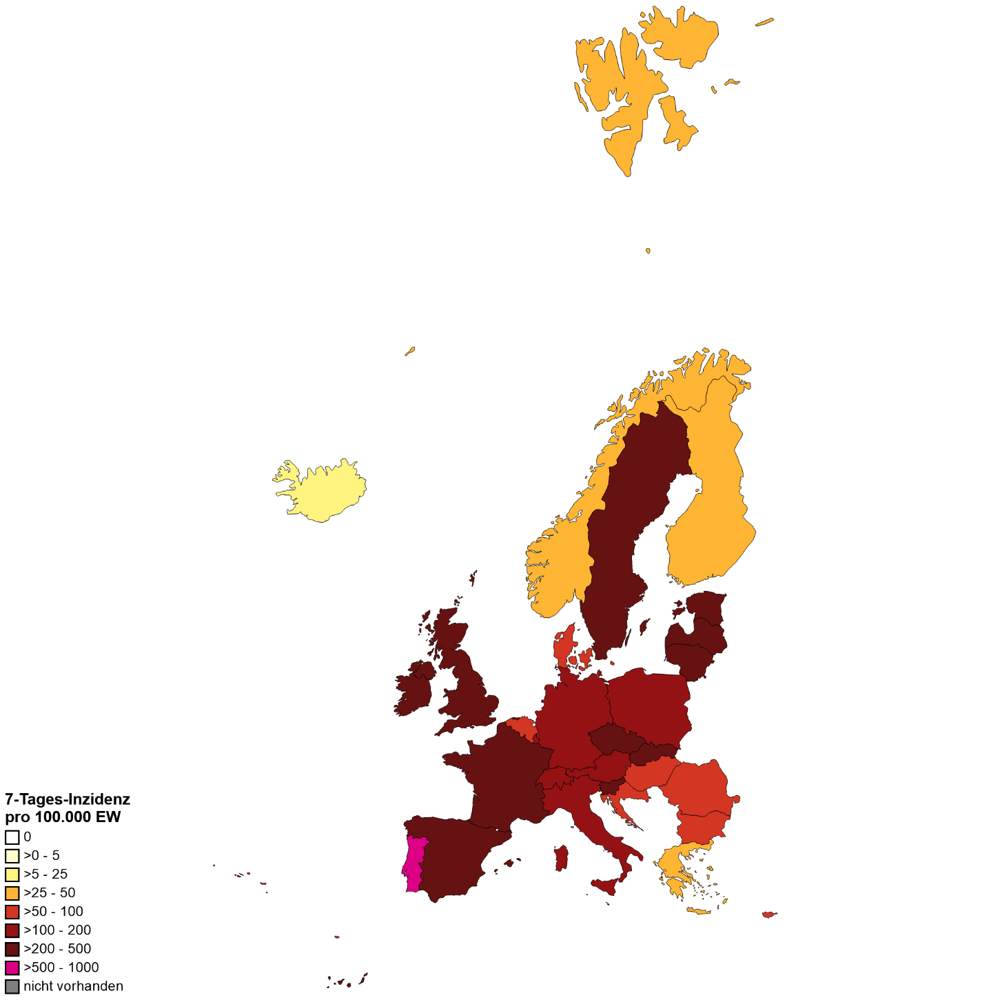 7-Tages-Inzidenz
pro 100.000 EW
0
>0 - 5
>5 - 25
>25 - 50
>50 - 100
>100 - 200
>200 - 500
>500 - 1000
nicht vorhanden